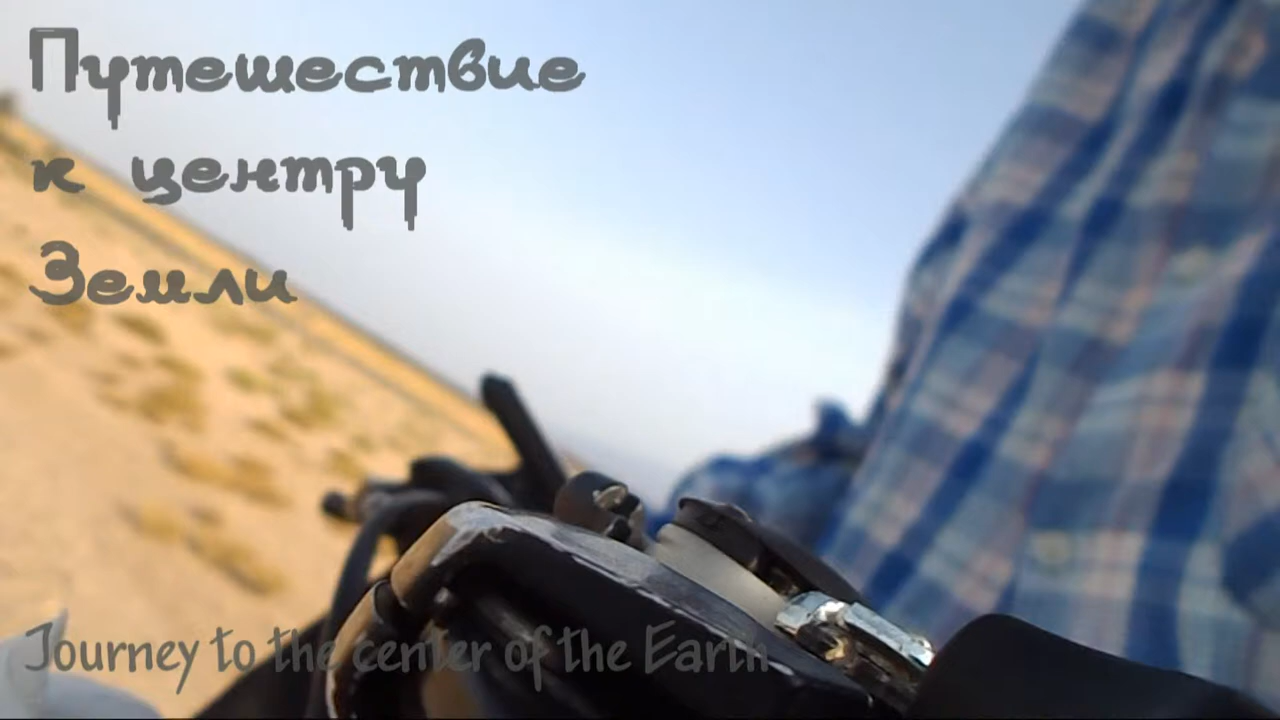 Путешествие
к центру
Земли
Journey to the center of the Earth